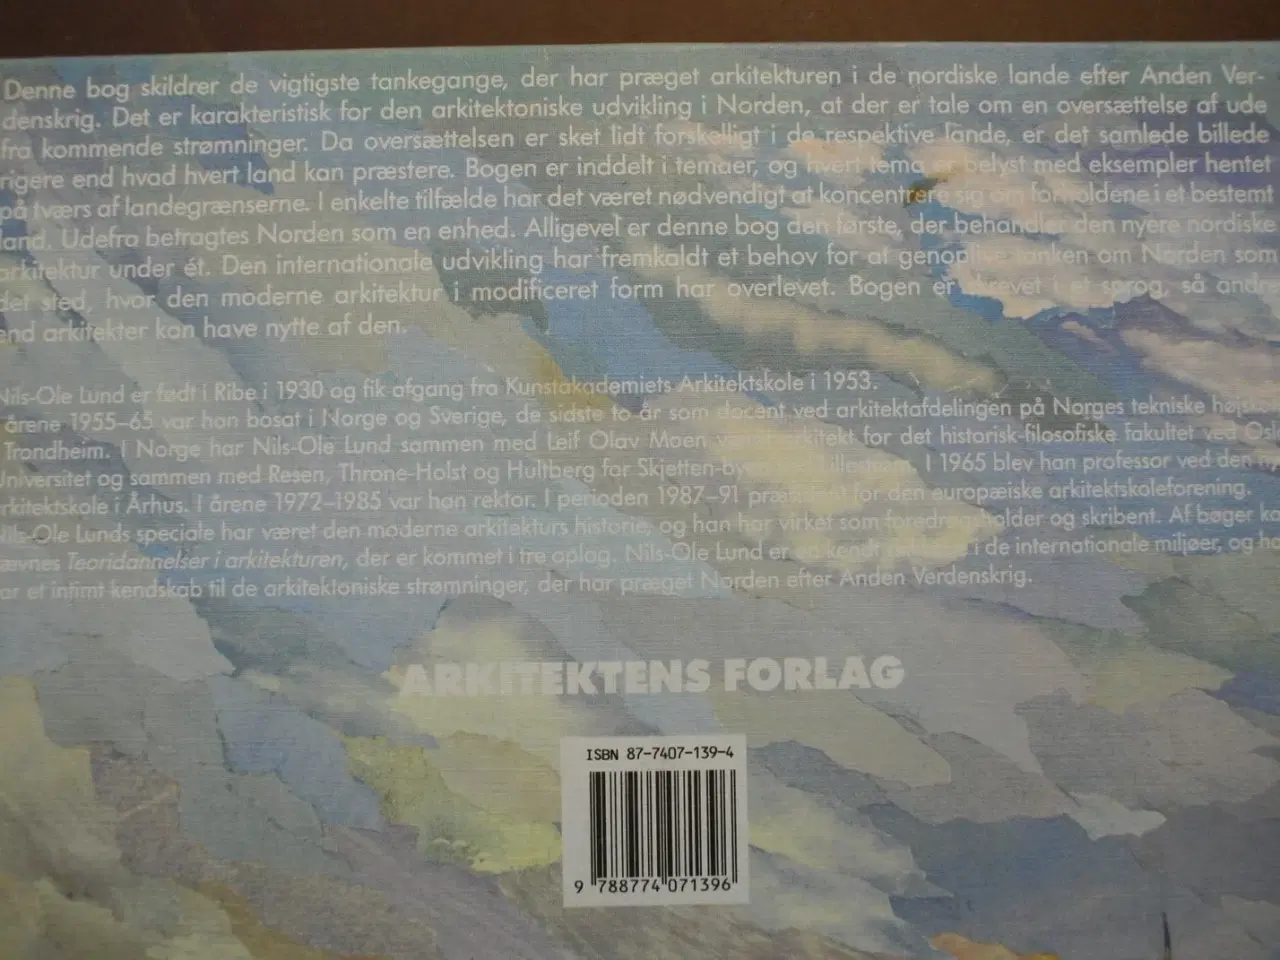 Denne bog skildrer de vigtigste tankegange, der har præget arkitekturen i de nordiske lande efter Anden Ver-
denskrig. Det er karakteristisk for den arkitektoniske udvikling i Norden, at der er tale om en oversættelse af ude
fra kommende strømninger. Da oversættelsen er sket lidt forskelligt i de respektive lande, er det samlede billede
rigere end hvad hvert land kan præstere. Bogen er inddelt i temaer, og hvert tema er belyst med eksempler hentet
på tværs af landegrænserne. I enkelte tilfælde har det været nødvendigt at koncentrere sig om forholdene i et bestemt
land. Udefra betragtes Norden som en enhed. Alligevel er denne bog den første, der behandler den nyere nordiske
arkitektur under ét. Den internationale udvikling har fremkaldt et behov for at genoplive tanken om Norden som
det sted, hvor den moderne arkitektur i modificeret form har overlevet. Bogen er skrevet i et sprog, så andre
end arkitekter kan have nytte af den.
Nils-Ole Lund er født i Ribe i 1930 og fik afgang fra Kunstakademiets Arkitektskole i 1953.
årene 1955-65 var han bosat i Norge og Sverige, de sidste to år som docent ved arkitektafdelingen på Norges tekniske højsk
Trondheim. I Norge har Nils-Ole Lund sammen med Leif Olav Moen været arkitekt for det historisk-filosofiske fakultet ved Osl
Universitet og sammen med Resen, Throne-Holst og Hultberg for Skjetten-byen ved Lillestrøm. I 1965 blev han professor ved den ny
arkitektskole i Århus. I årene 1972-1985 var han rektor. I perioden 1987-91 præsident for den europæiske arkitektskoleforening.
Nils-Ole Lunds speciale har været den moderne arkitekturs historie, og han har virket som foredragsholder og skribent. Af bøger ka
nævnes Teoridannelser i arkitekturen, der er kommet i tre oplag. Nils-Ole Lund er en kendt i de internationale miljøer, og ha
ar et intimt kendskab til de arkitektoniske strømninger, der har præget Norden efter Anden Verdenskrig.
ARKITEKTENS FORLAG
ISBN 87-7407-139-4
9 788774 071396